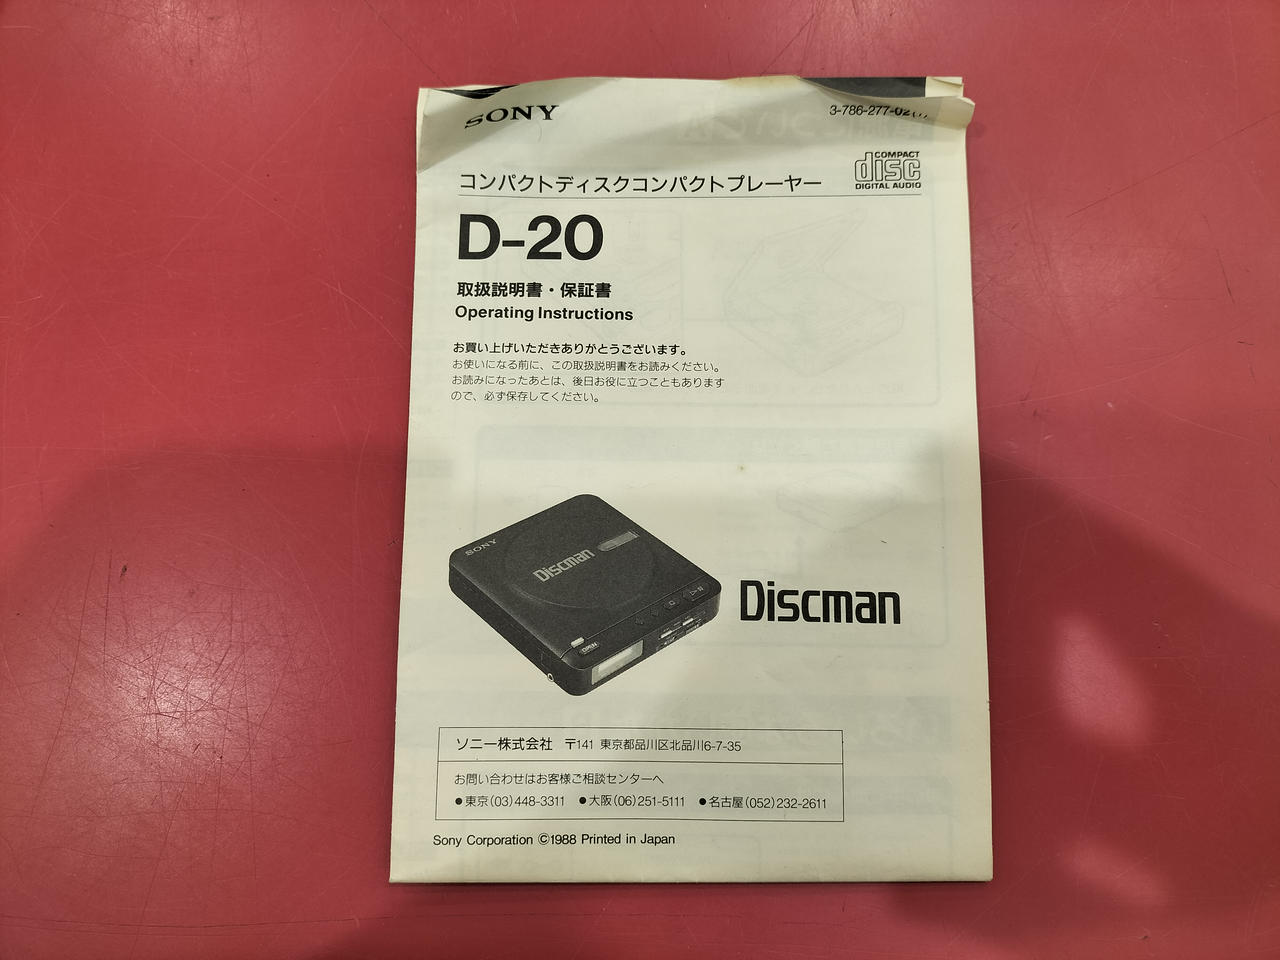 SONY
3-786-277-02(1)
COMPACT
disc
DIGITAL AUDIO
コンパクトディスクコンパクトプレーヤー
D-20
取扱説明書・保証書
Operating Instructions
お買い上げいただきありがとうございます。
お使いになる前に、この取扱説明書をお読みください。
お読みになったあとは、後日お役に立つこともあります
ので、必ず保存してください。
SONY
Discman
OPEN
Discman
ソニー株式会社 〒141 東京都品川区北品川6-7-35
お問い合わせはお客様ご相談センターへ
●東京(03)448-3311 ●大阪(06)251-5111 ●名古屋(052)232-2611
Sony Corporation ©1988 Printed in Japan